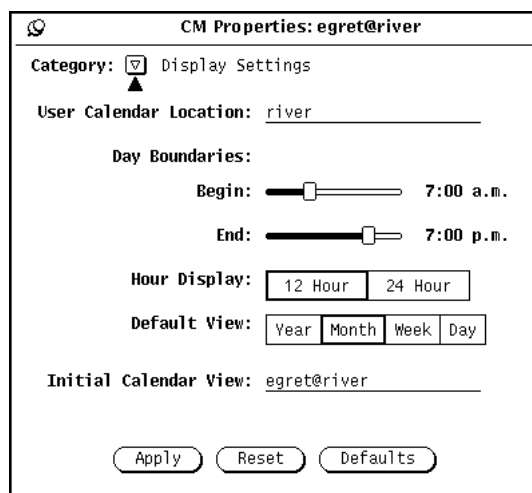 CM Properties: egret@river
Category: Display Settings
User Calendar Location: river
Day Boundaries:
Begin: 7:00 a.m.
End: 7:00 p.m.
Hour Display: 12 Hour 24 Hour
Default View: Year Month Week Day
Initial Calendar View: egret@river
Apply Reset Defaults